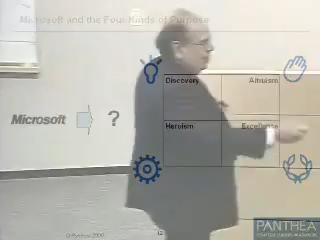 Microsoft and the Four Kinds of Purpose
Discovery
Altruism
Microsoft
?
Heroism
Excellence
PANTHEA